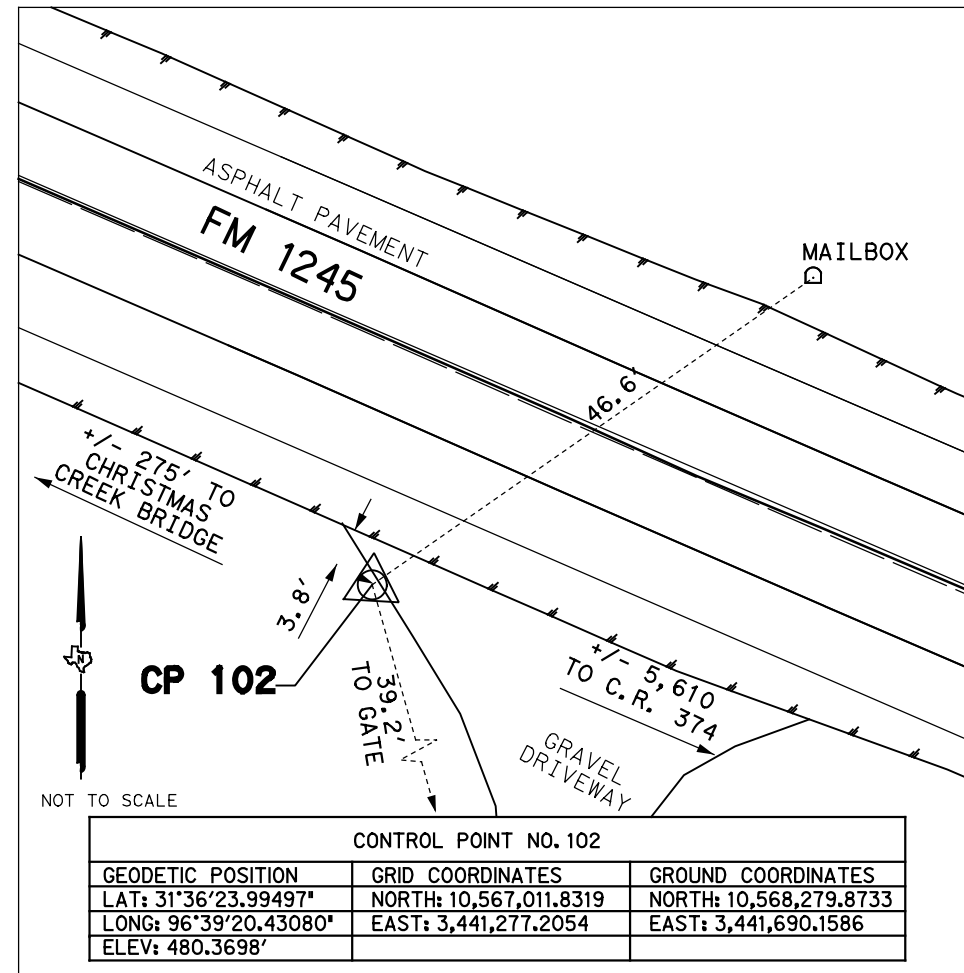 ASPHALT PAVEMENT
FM 1245
MAILBOX
46.6'
+/- 275' TO
CHRISTMAS
CREEK BRIDGE
3.8'
N
CP 102
39.2'
TO GATE
+/- 5,610
TO C.R. 374
GRAVEL
DRIVEWAY
NOT TO SCALE
CONTROL POINT NO. 102
GEODETIC POSITION GRID COORDINATES GROUND COORDINATES
LAT: 31°36'23.99497" NORTH: 10,567,011.8319 NORTH: 10,568,279.8733
LONG: 96°39'20.43080" EAST: 3,441,277.2054 EAST: 3,441,690.1586
ELEV: 480.3698'